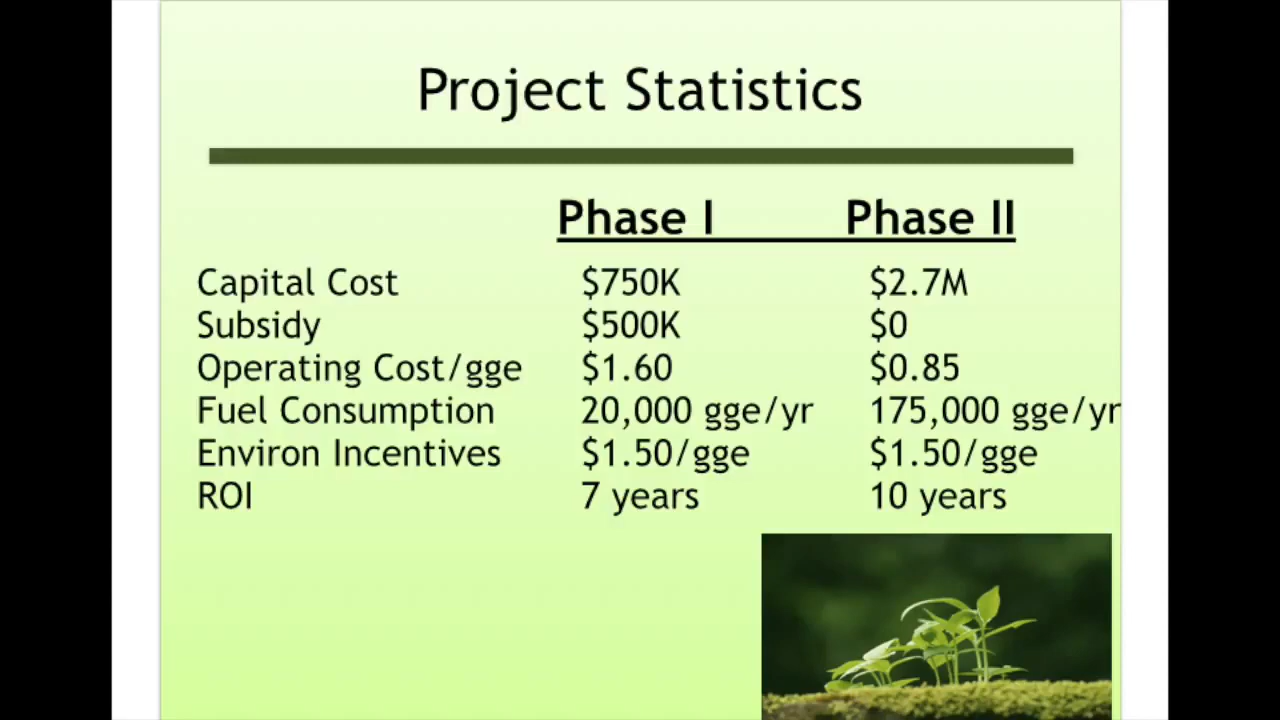 Project Statistics
Phase I Phase II
Capital Cost $750K $2.7M
Subsidy $500K $0
Operating Cost/gge $1.60 $0.85
Fuel Consumption 20,000 gge/yr 175,000 gge/yr
Environ Incentives $1.50/gge $1.50/gge
ROI 7 years 10 years